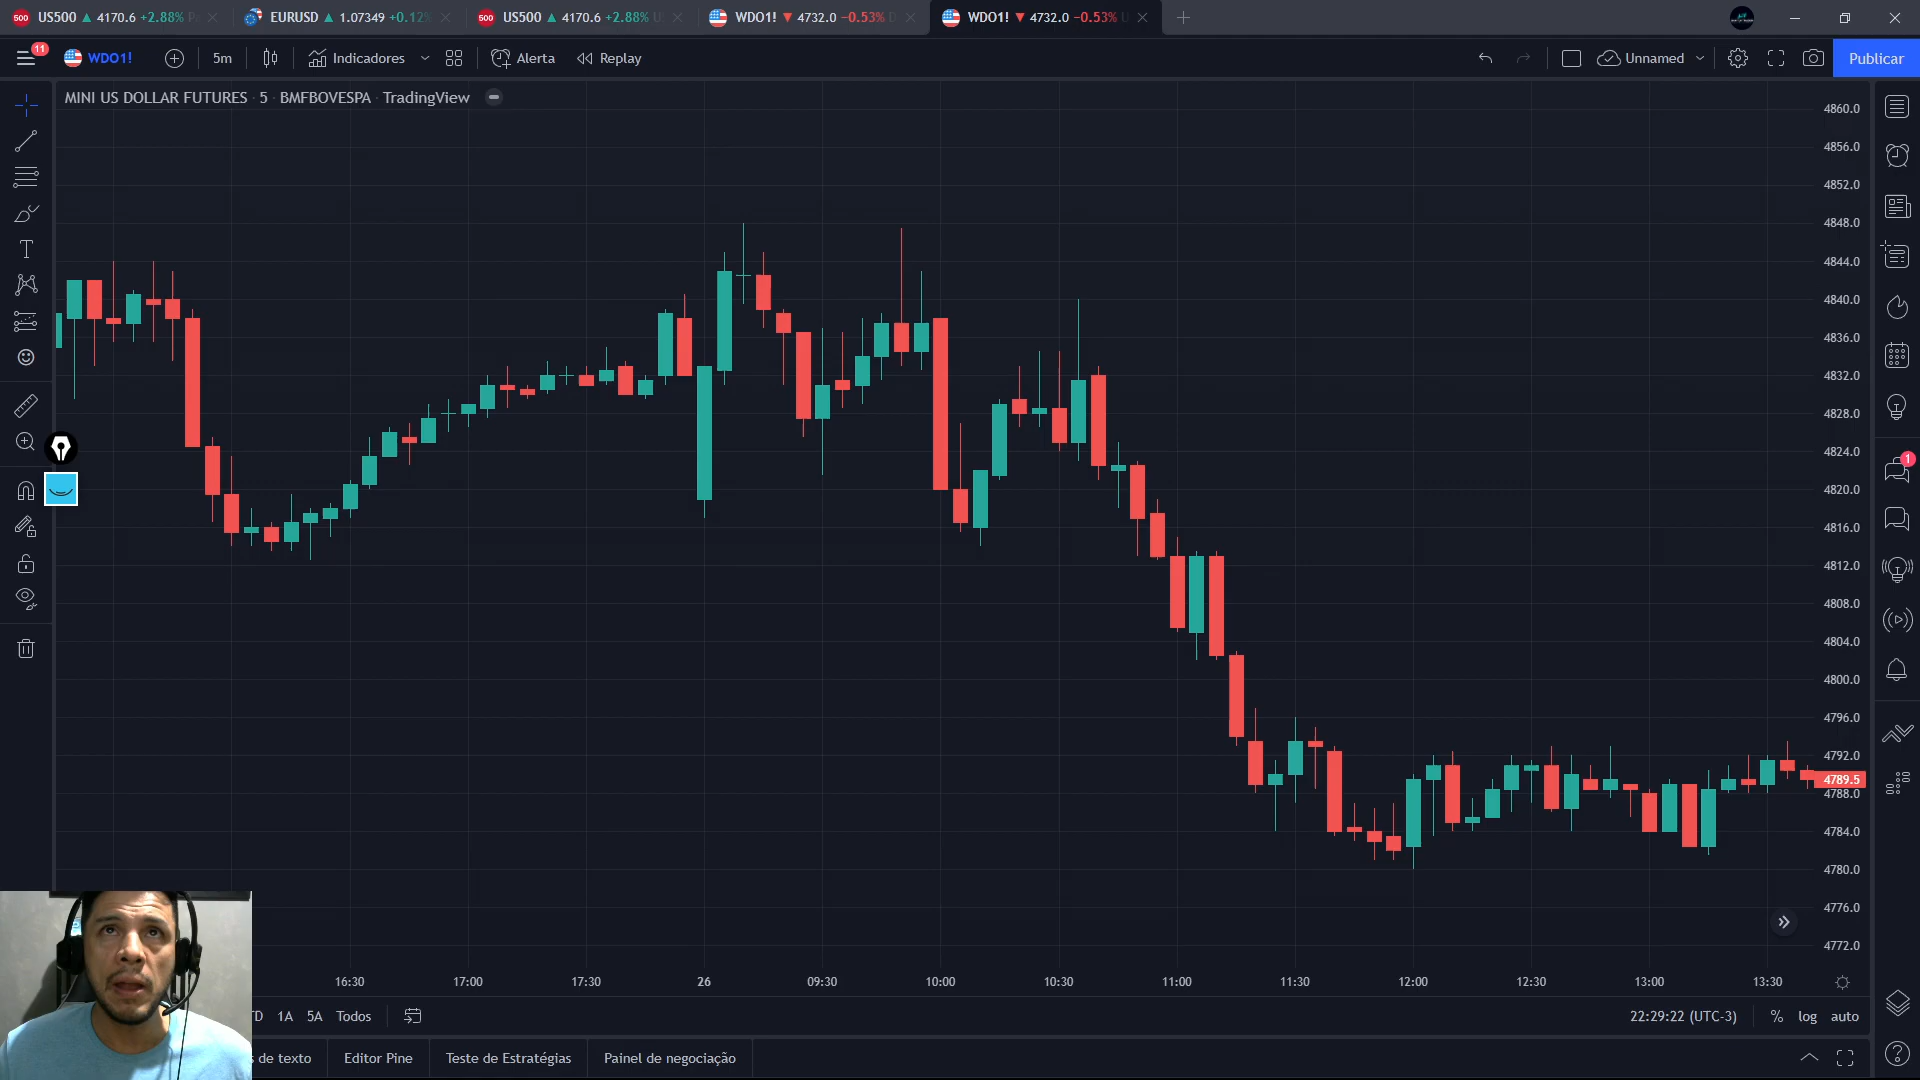 500 US500 ▲ 4170.6 +2.88%
EURUSD ▲ 1.07349 +0.12%
500 US500 ▲ 4170.6 +2.88%
WDO1! ▼ 4732.0 −0.53%
WDO1! ▼ 4732.0 −0.53%
11
WDO1!
5m
Indicadores
Alerta
Replay
Unnamed
Publicar
MINI US DOLLAR FUTURES · 5 · BMFBOVESPA · TradingView
4860.0
4856.0
4852.0
4848.0
4844.0
4840.0
4836.0
4832.0
4828.0
4824.0
4820.0
4816.0
4812.0
4808.0
4804.0
4800.0
4796.0
4792.0
4789.5
4788.0
4784.0
4780.0
4776.0
4772.0
1
16:30 17:00 17:30 26 09:30 10:00 10:30 11:00 11:30 12:00 12:30 13:00 13:30
1A 5A Todos
22:29:22 (UTC-3) % log auto
de texto Editor Pine Teste de Estratégias Painel de negociação